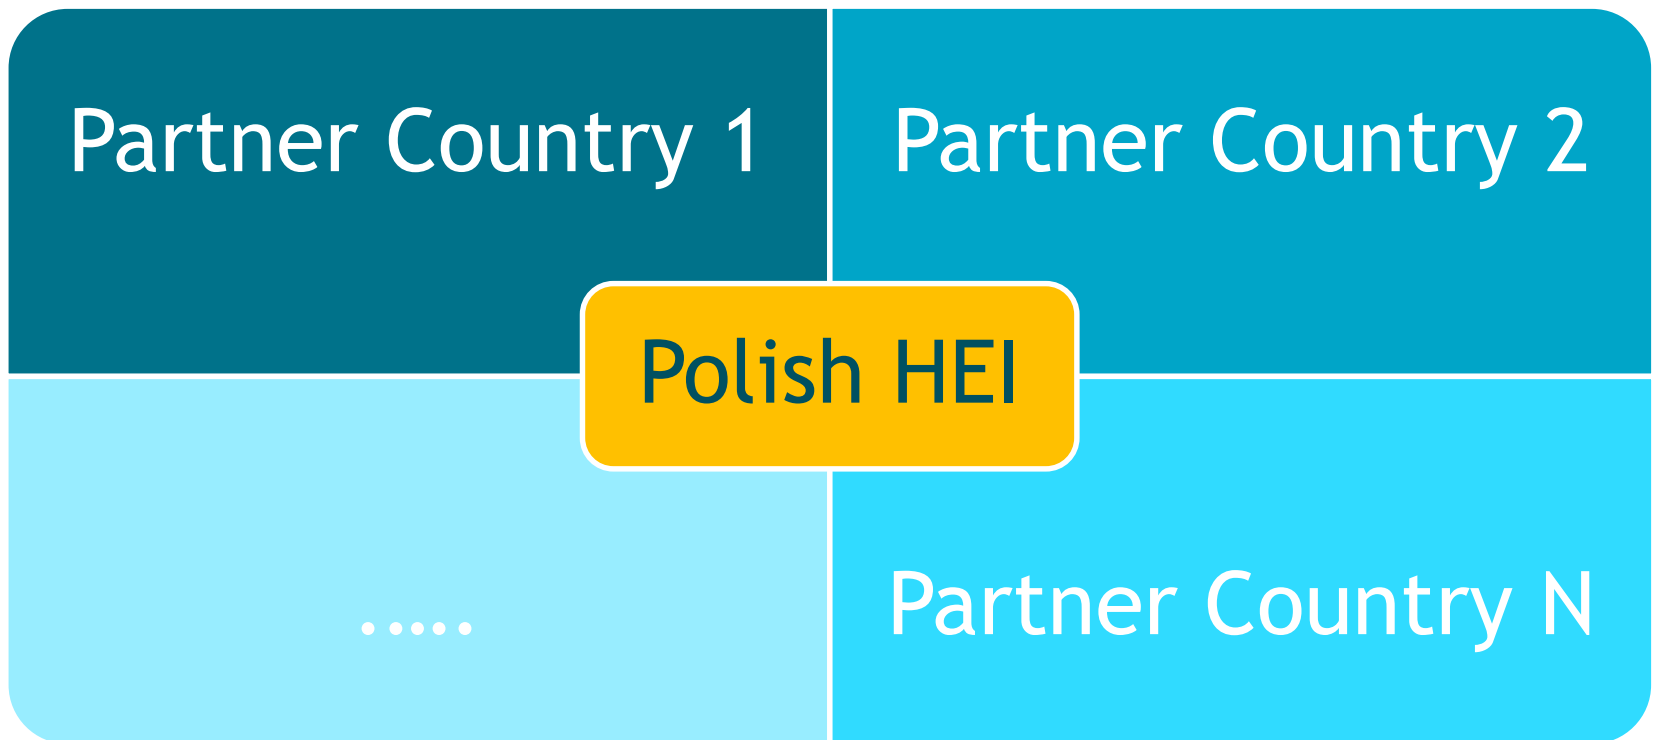 Partner Country 1
Partner Country 2
Polish HEI
.....
Partner Country N